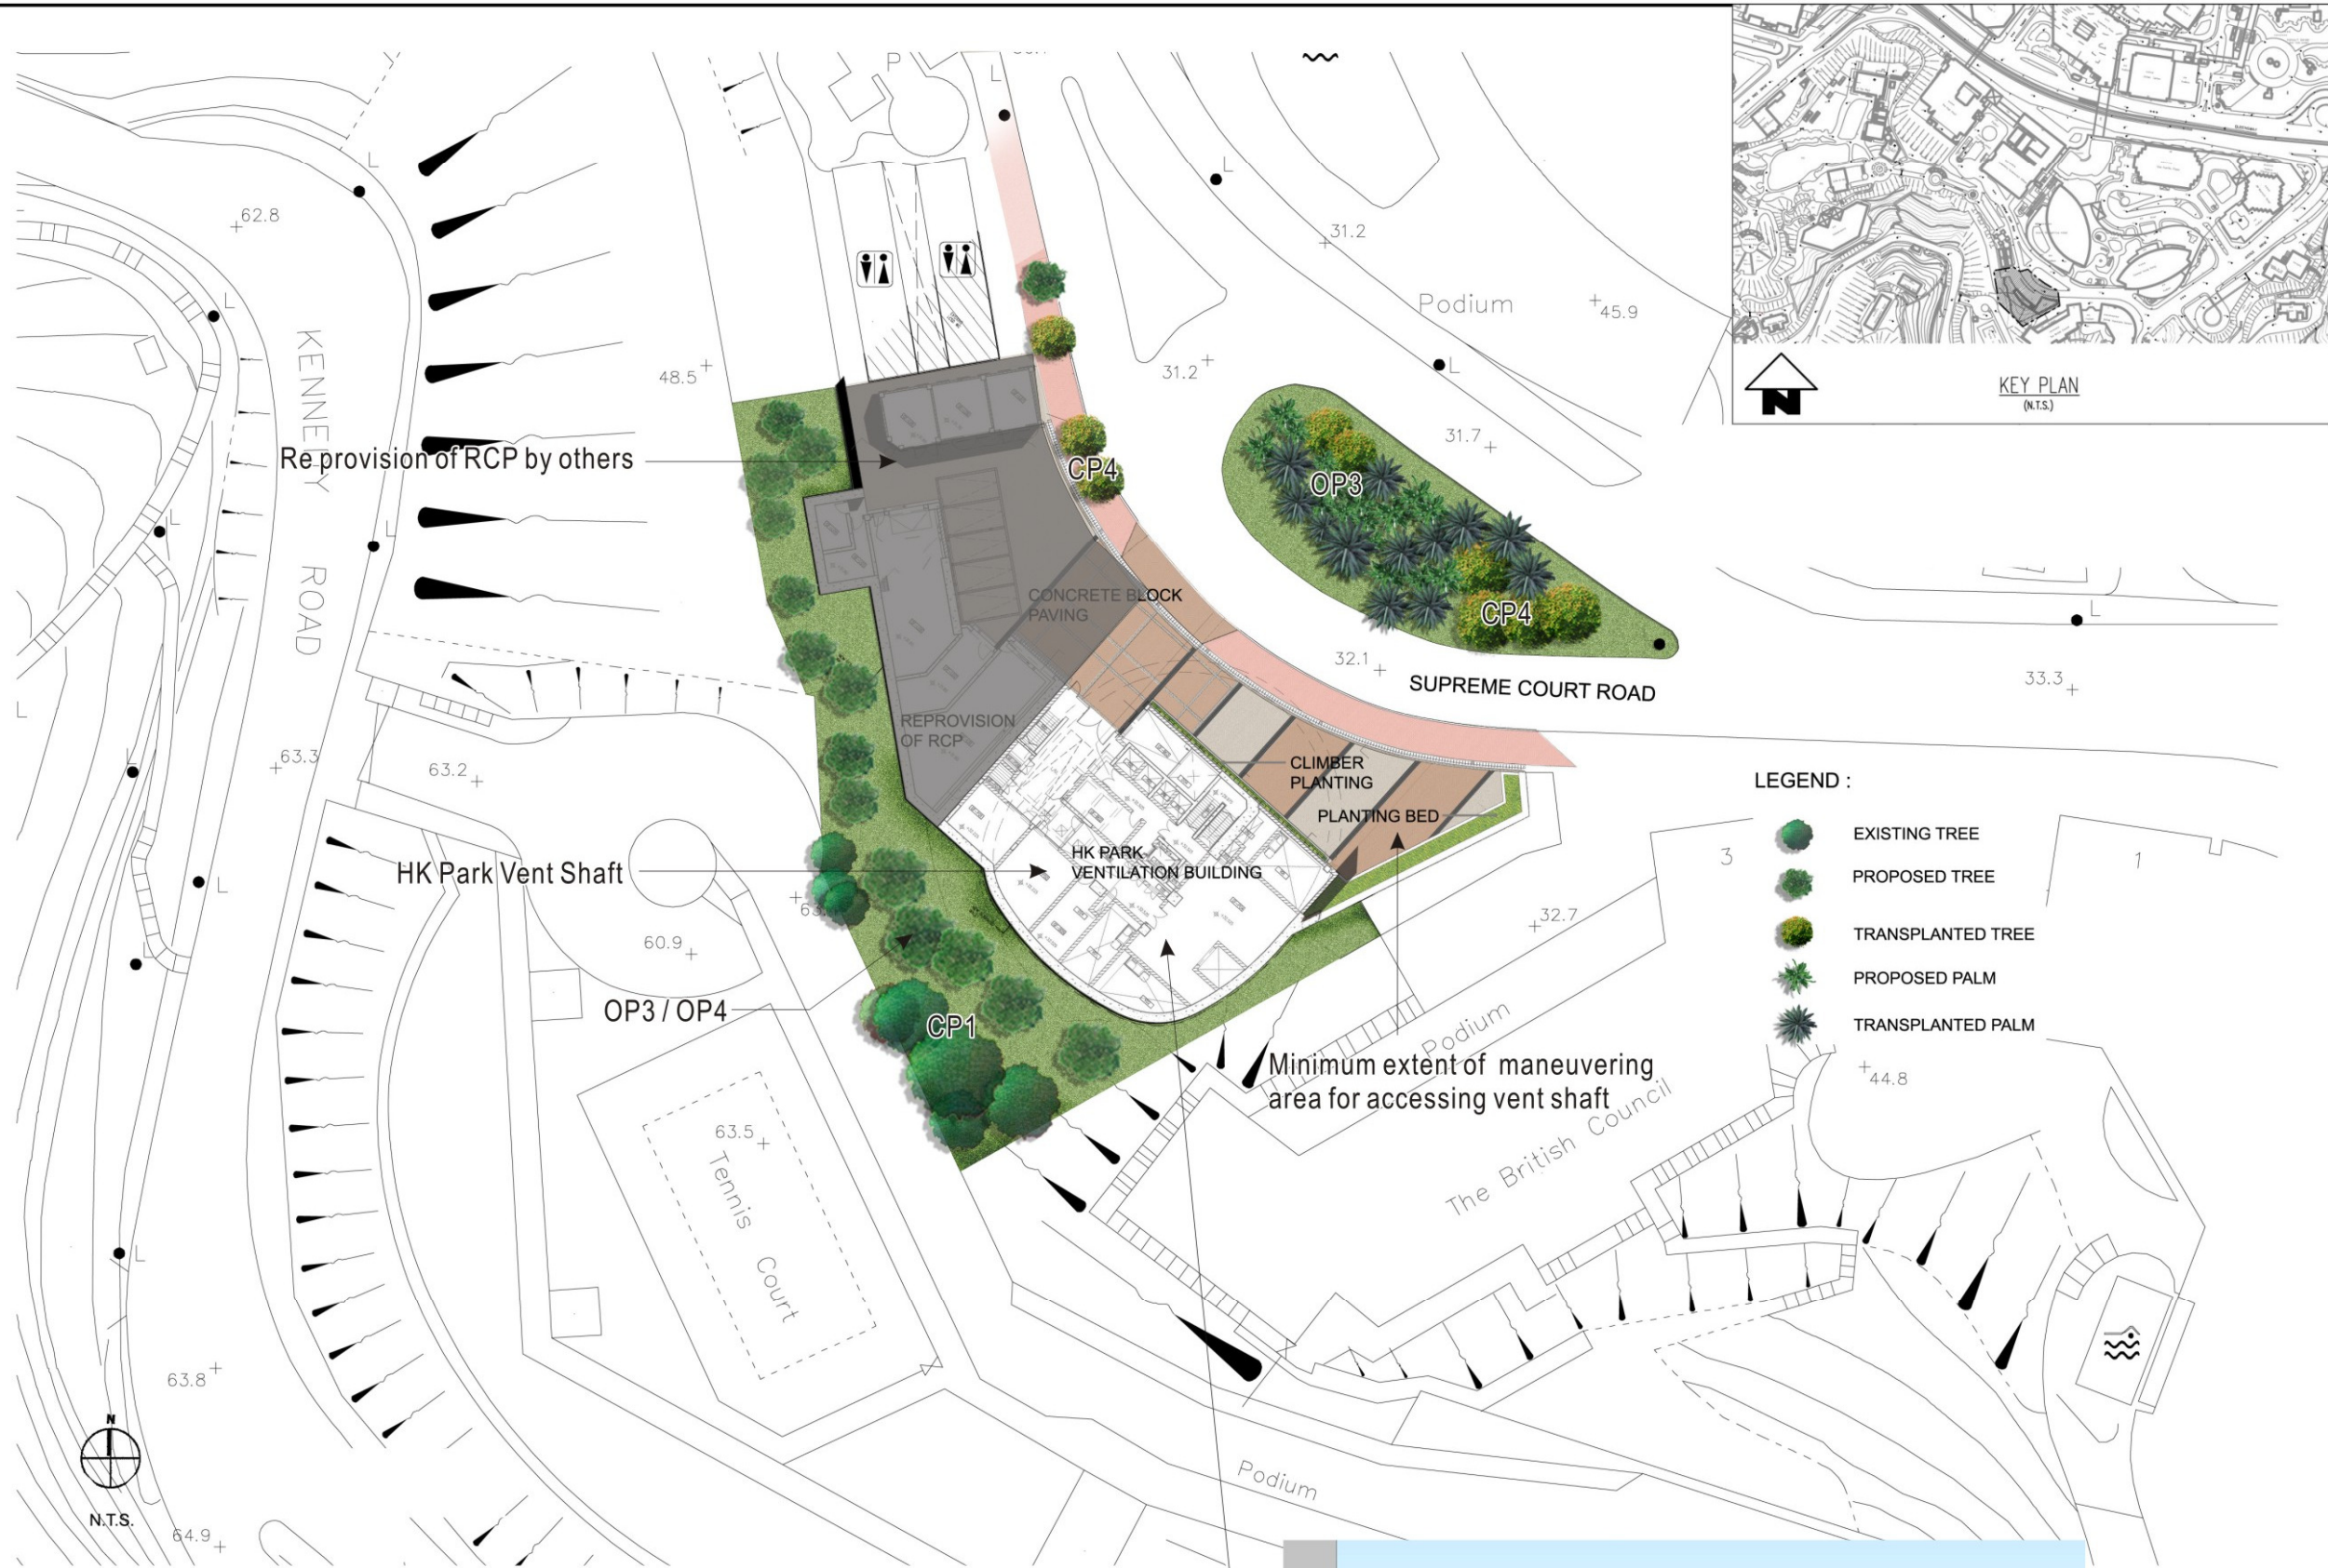 P
L
L
L
62.8
L
31.2
KENNEDY ROAD
Podium
45.9
48.5
31.2
L
KEY PLAN
(N.T.S.)
N
31.7
Re provision of RCP by others
CP4
OP3
L
L
CONCRETE BLOCK
PAVING
CP4
L
32.1
SUPREME COURT ROAD
33.3
L
REPROVISION
OF RCP
63.3
63.2
CLIMBER
PLANTING
PLANTING BED
LEGEND :
EXISTING TREE
PROPOSED TREE
TRANSPLANTED TREE
PROPOSED PALM
TRANSPLANTED PALM
3
1
HK PARK
VENTILATION BUILDING
HK Park Vent Shaft
L
32.7
60.9
OP3 / OP4
CP1
Podium
Minimum extent of maneuvering
area for accessing vent shaft
44.8
63.5
Tennis Court
The British Council
L
63.8
N
N.T.S.
64.9
Podium